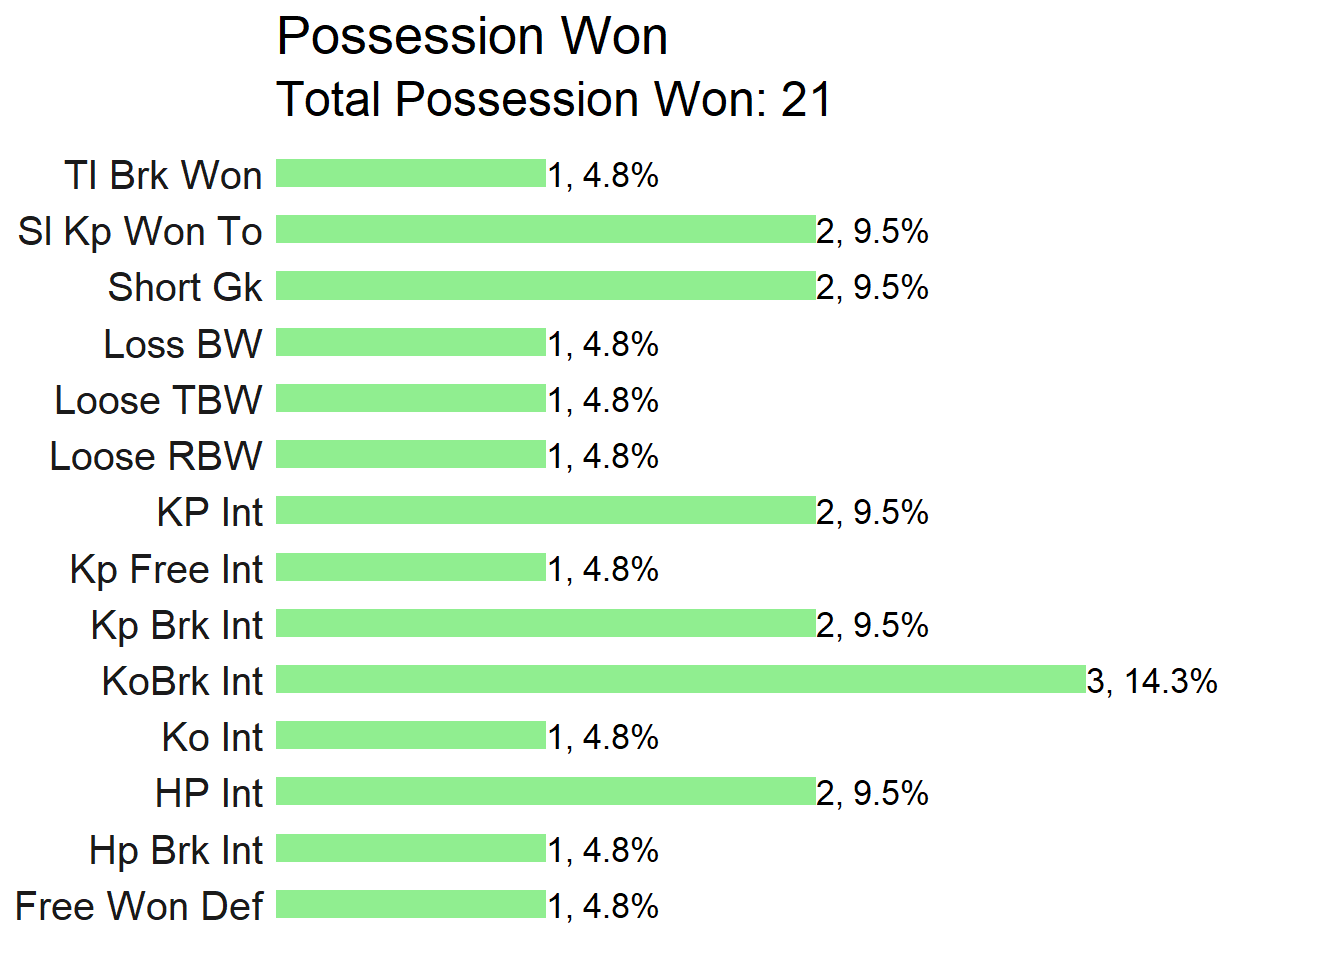 Possession Won
Total Possession Won: 21
Tl Brk Won 1, 4.8%
Sl Kp Won To 2, 9.5%
Short Gk 2, 9.5%
Loss BW 1, 4.8%
Loose TBW 1, 4.8%
Loose RBW 1, 4.8%
KP Int 2, 9.5%
Kp Free Int 1, 4.8%
Kp Brk Int 2, 9.5%
KoBrk Int 3, 14.3%
Ko Int 1, 4.8%
HP Int 2, 9.5%
Hp Brk Int 1, 4.8%
Free Won Def 1, 4.8%